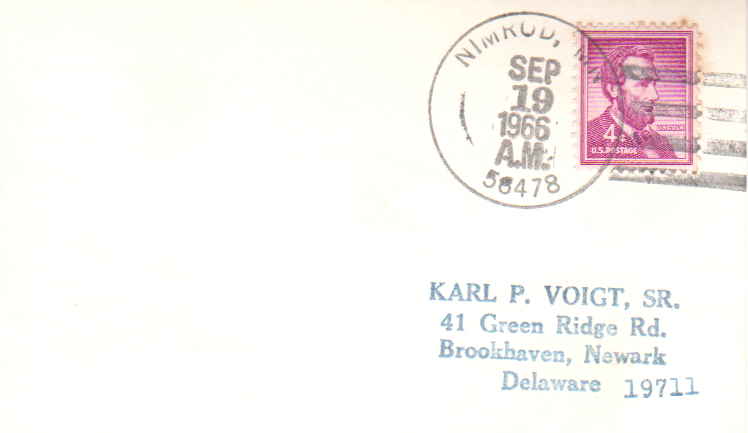 NIMROD, MN
SEP
19
1966
A.M.
56478
LINCOLN
4¢
U.S. POSTAGE
KARL P. VOIGT, SR.
41 Green Ridge Rd.
Brookhaven, Newark
Delaware 19711